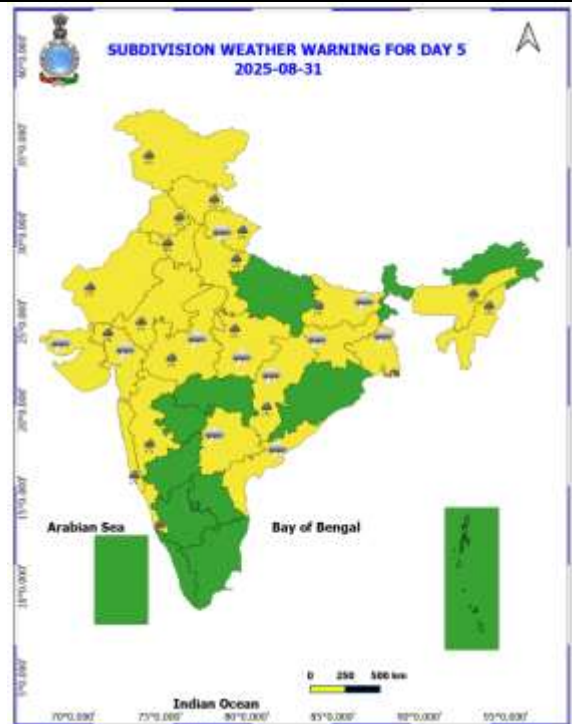 SUBDIVISION WEATHER WARNING FOR DAY 5
2025-08-31
Arabian Sea
Bay of Bengal
0 250 500 km
Indian Ocean
70°0.000' 75°0.000' 80°0.000' 85°0.000' 90°0.000' 95°0.000'